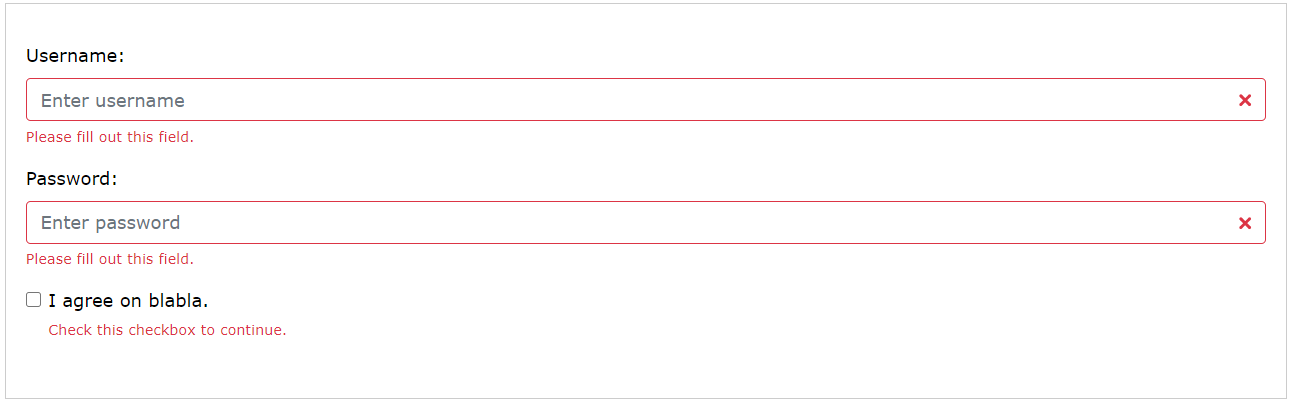 Username:
Enter username
Please fill out this field.
Password:
Enter password
Please fill out this field.
I agree on blabla.
Check this checkbox to continue.